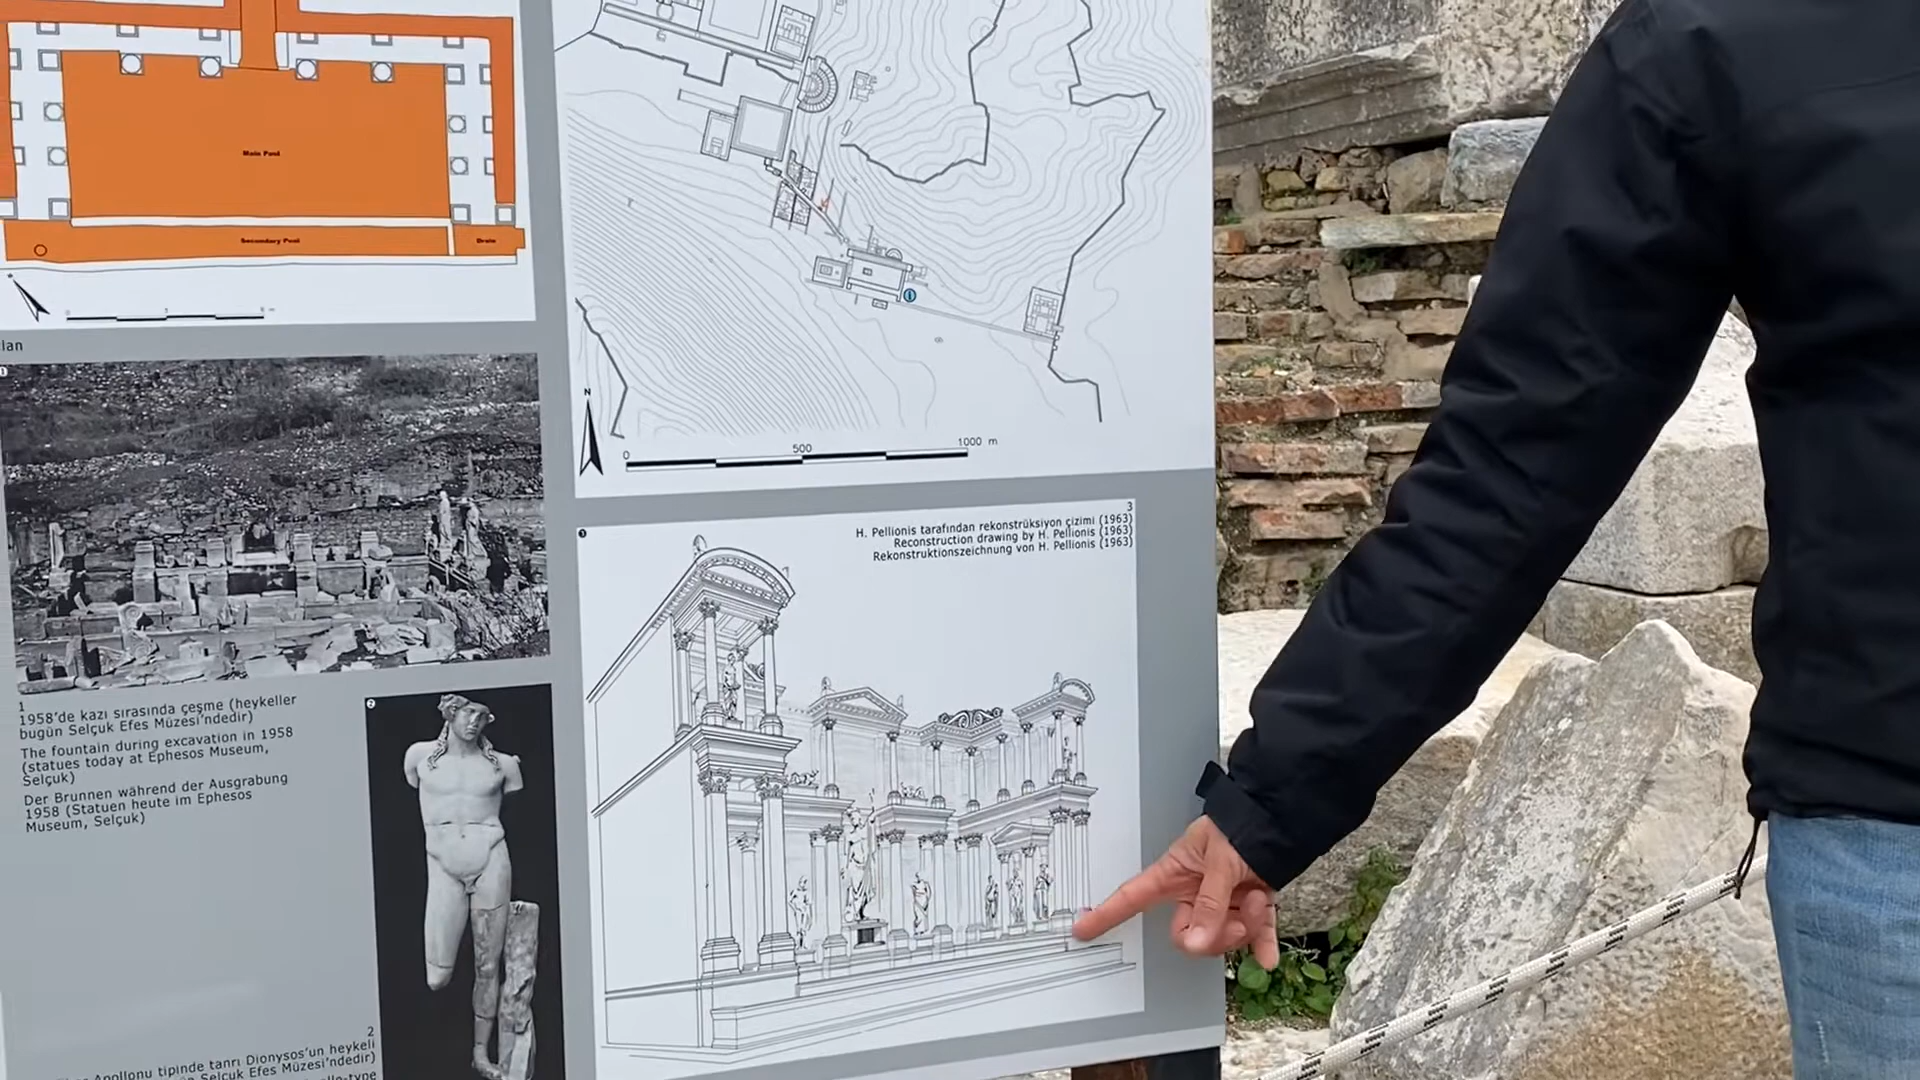 Main Pool
Secondary Pool
Drain
lan
N
0
500
1000 m
1
1958'de kazı sırasında çeşme (heykeller
bugün Selçuk Efes Müzesi'ndedir)
The fountain during excavation in 1958
(statues today at Ephesos Museum,
Selçuk)
Der Brunnen während der Ausgrabung
1958 (Statuen heute im Ephesos
Museum, Selçuk)
2
2
Apollonu tipinde tanrı Dionysos'un heykeli
Selçuk Efes Müzesi'ndedir)
3
3
H. Pellionis tarafından rekonstrüksiyon çizimi (1963)
Reconstruction drawing by H. Pellionis (1963)
Rekonstruktionszeichnung von H. Pellionis (1963)